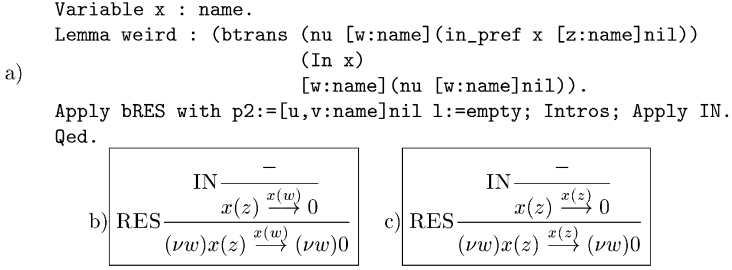 Variable x : name.
Lemma weird : (btrans (nu [w:name](in_pref x [z:name]nil))
(In x)
a)
[w:name](nu [w:name]nil)).
Apply bRES with p2:=[u,v:name]nil l:=empty; Intros; Apply IN.
Qed.
b) RES IN — x(z) —x(w)→ 0
(νw)x(z) —x(w)→ (νw)0
c) RES IN — x(z) —x(z)→ 0
(νw)x(z) —x(z)→ (νw)0